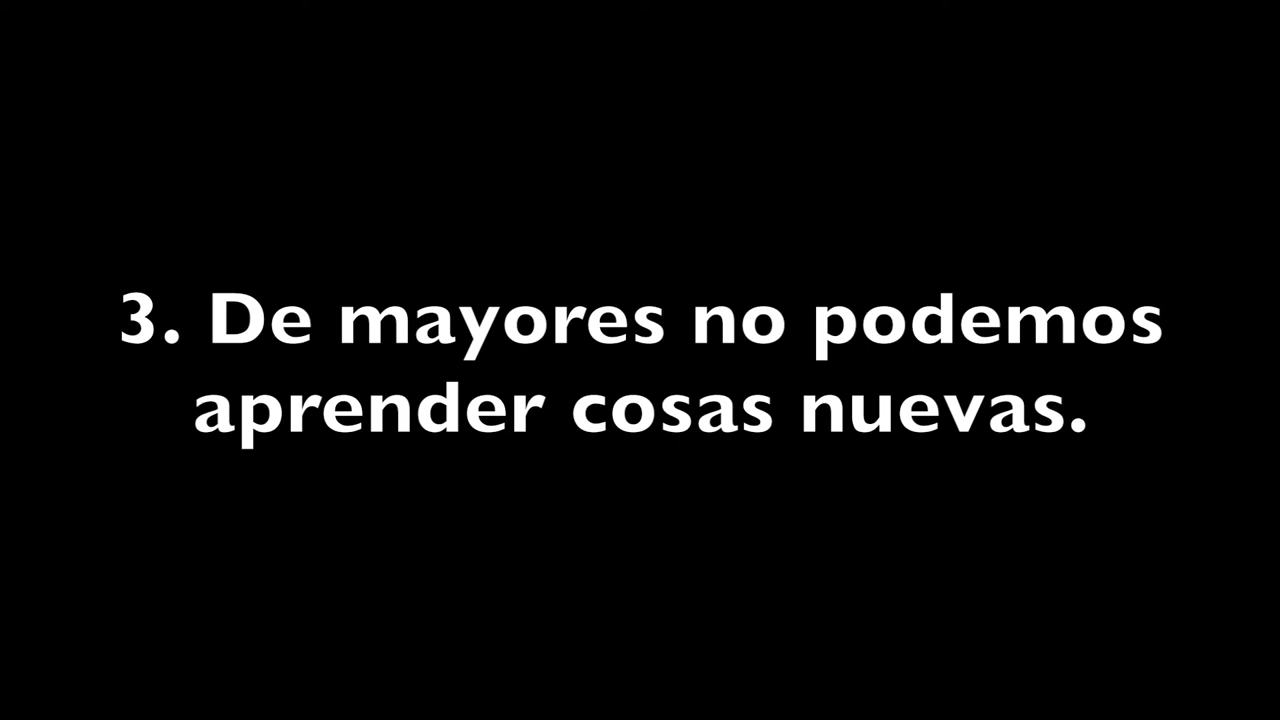 3. De mayores no podemos
aprender cosas nuevas.